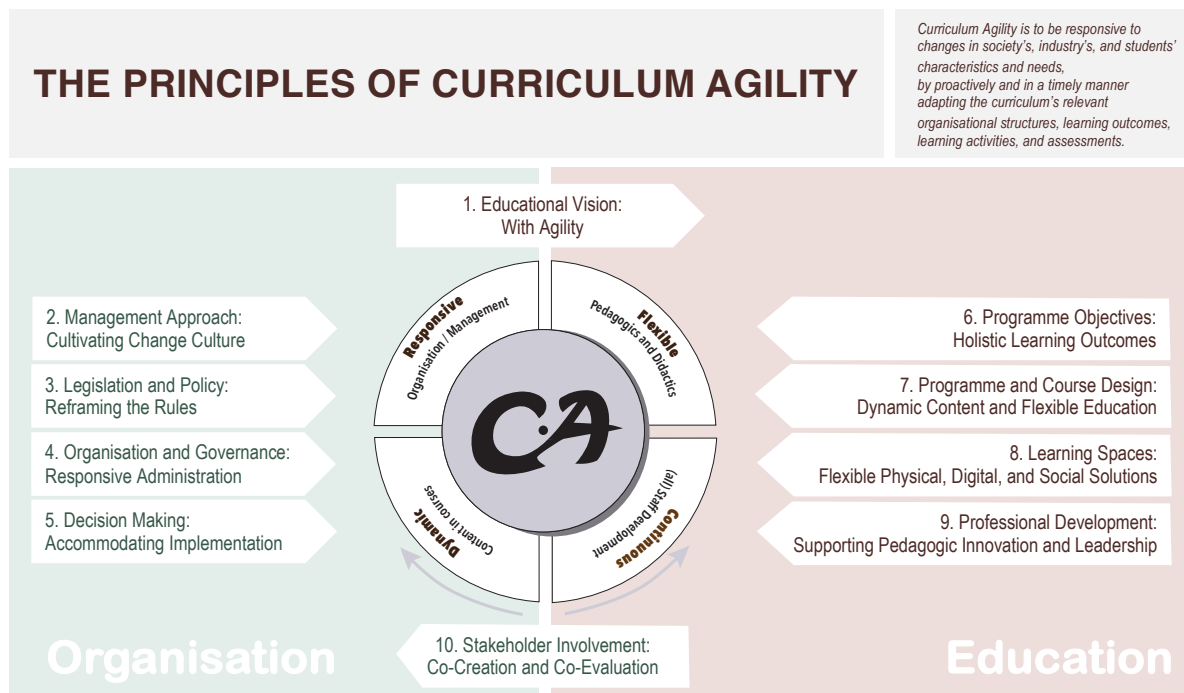 THE PRINCIPLES OF CURRICULUM AGILITY
Curriculum Agility is to be responsive to
changes in society's, industry's, and students'
characteristics and needs,
by proactively and in a timely manner
adapting the curriculum's relevant
organisational structures, learning outcomes,
learning activities, and assessments.
1. Educational Vision:
With Agility
2. Management Approach:
Cultivating Change Culture
3. Legislation and Policy:
Reframing the Rules
4. Organisation and Governance:
Responsive Administration
5. Decision Making:
Accommodating Implementation
Responsive
Organisation / Management
Flexible
Pedagogics and Didactics
CA
Dynamic
Content in courses
Continuous
(all) Staff Development
6. Programme Objectives:
Holistic Learning Outcomes
7. Programme and Course Design:
Dynamic Content and Flexible Education
8. Learning Spaces:
Flexible Physical, Digital, and Social Solutions
9. Professional Development:
Supporting Pedagogic Innovation and Leadership
10. Stakeholder Involvement:
Co-Creation and Co-Evaluation
Organisation
Education